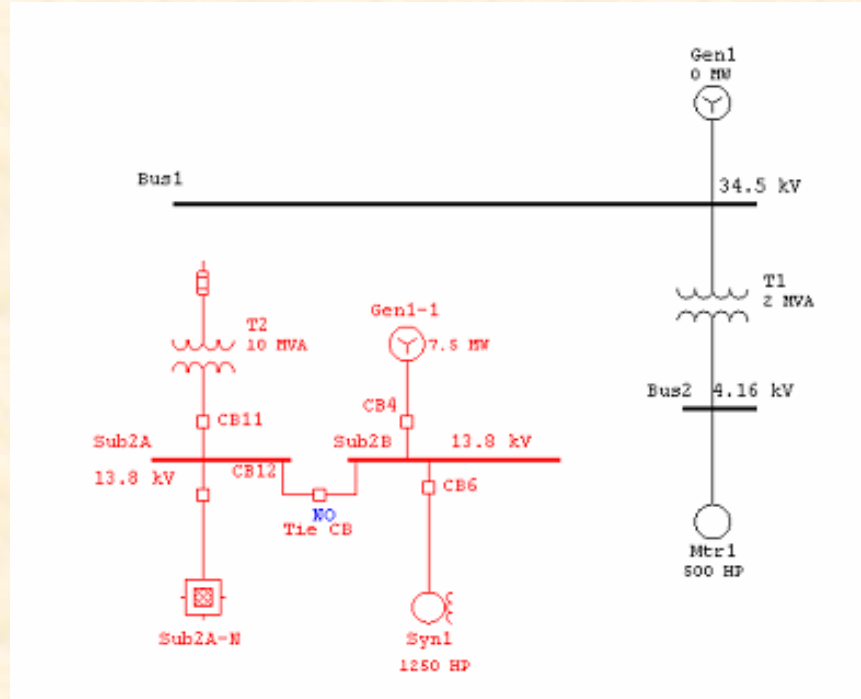 Gen1
0 MW
Bus1
34.5 kV
T1
2 MVA
T2
10 MVA
Gen1-1
7.5 MW
Bus2
4.16 kV
CB11
CB4
Sub2A
Sub2B
13.8 kV
13.8 kV
CB12
CB6
NO
Tie CB
Mtr1
500 HP
Sub2A-N
Syn1
1250 HP